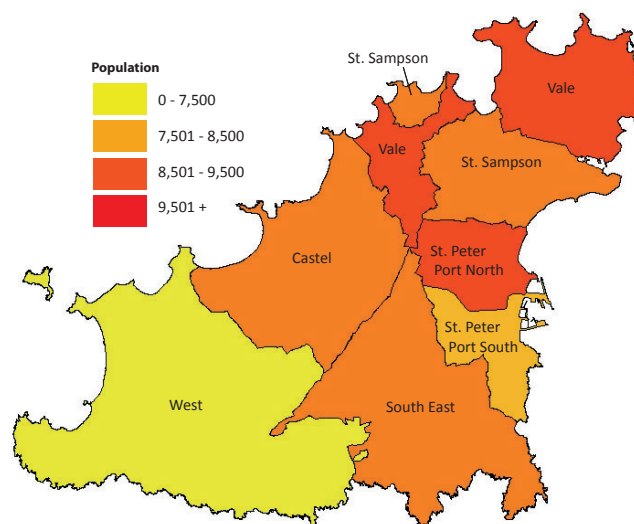 Population
0 - 7,500
7,501 - 8,500
8,501 - 9,500
9,501 +
St. Sampson
Vale
Vale
St. Sampson
Castel
St. Peter
Port North
St. Peter
Port South
West
South East